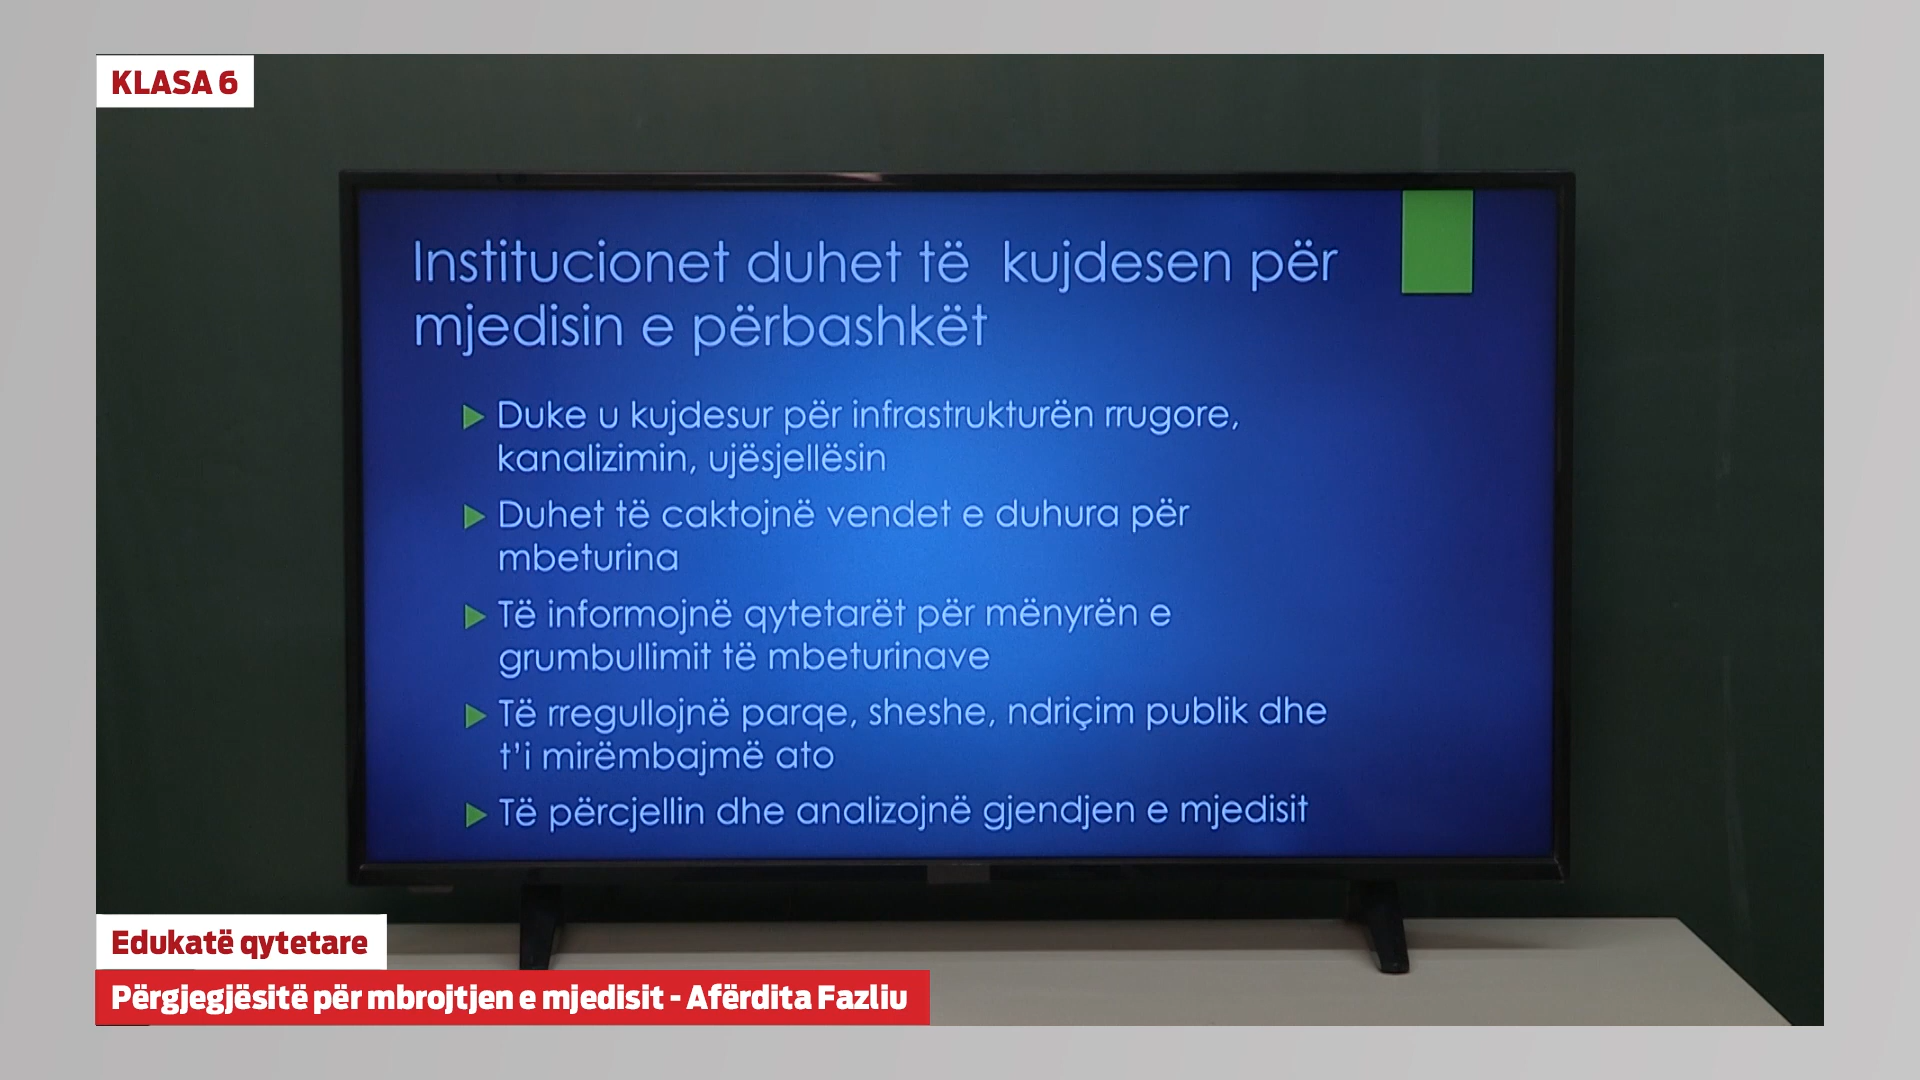 KLASA 6
Institucionet duhet të kujdesen për
mjedisin e përbashkët
Duke u kujdesur për infrastrukturën rrugore,
kanalizimin, ujësjellësin
Duhet të caktojnë vendet e duhura për
mbeturina
Të informojnë qytetarët për mënyrën e
grumbullimit të mbeturinave
Të rregullojnë parqe, sheshe, ndriçim publik dhe
t'i mirëmbajmë ato
Të përcjellin dhe analizojnë gjendjen e mjedisit
Edukatë qytetare
Përgjegjësitë për mbrojtjen e mjedisit - Afërdita Fazliu